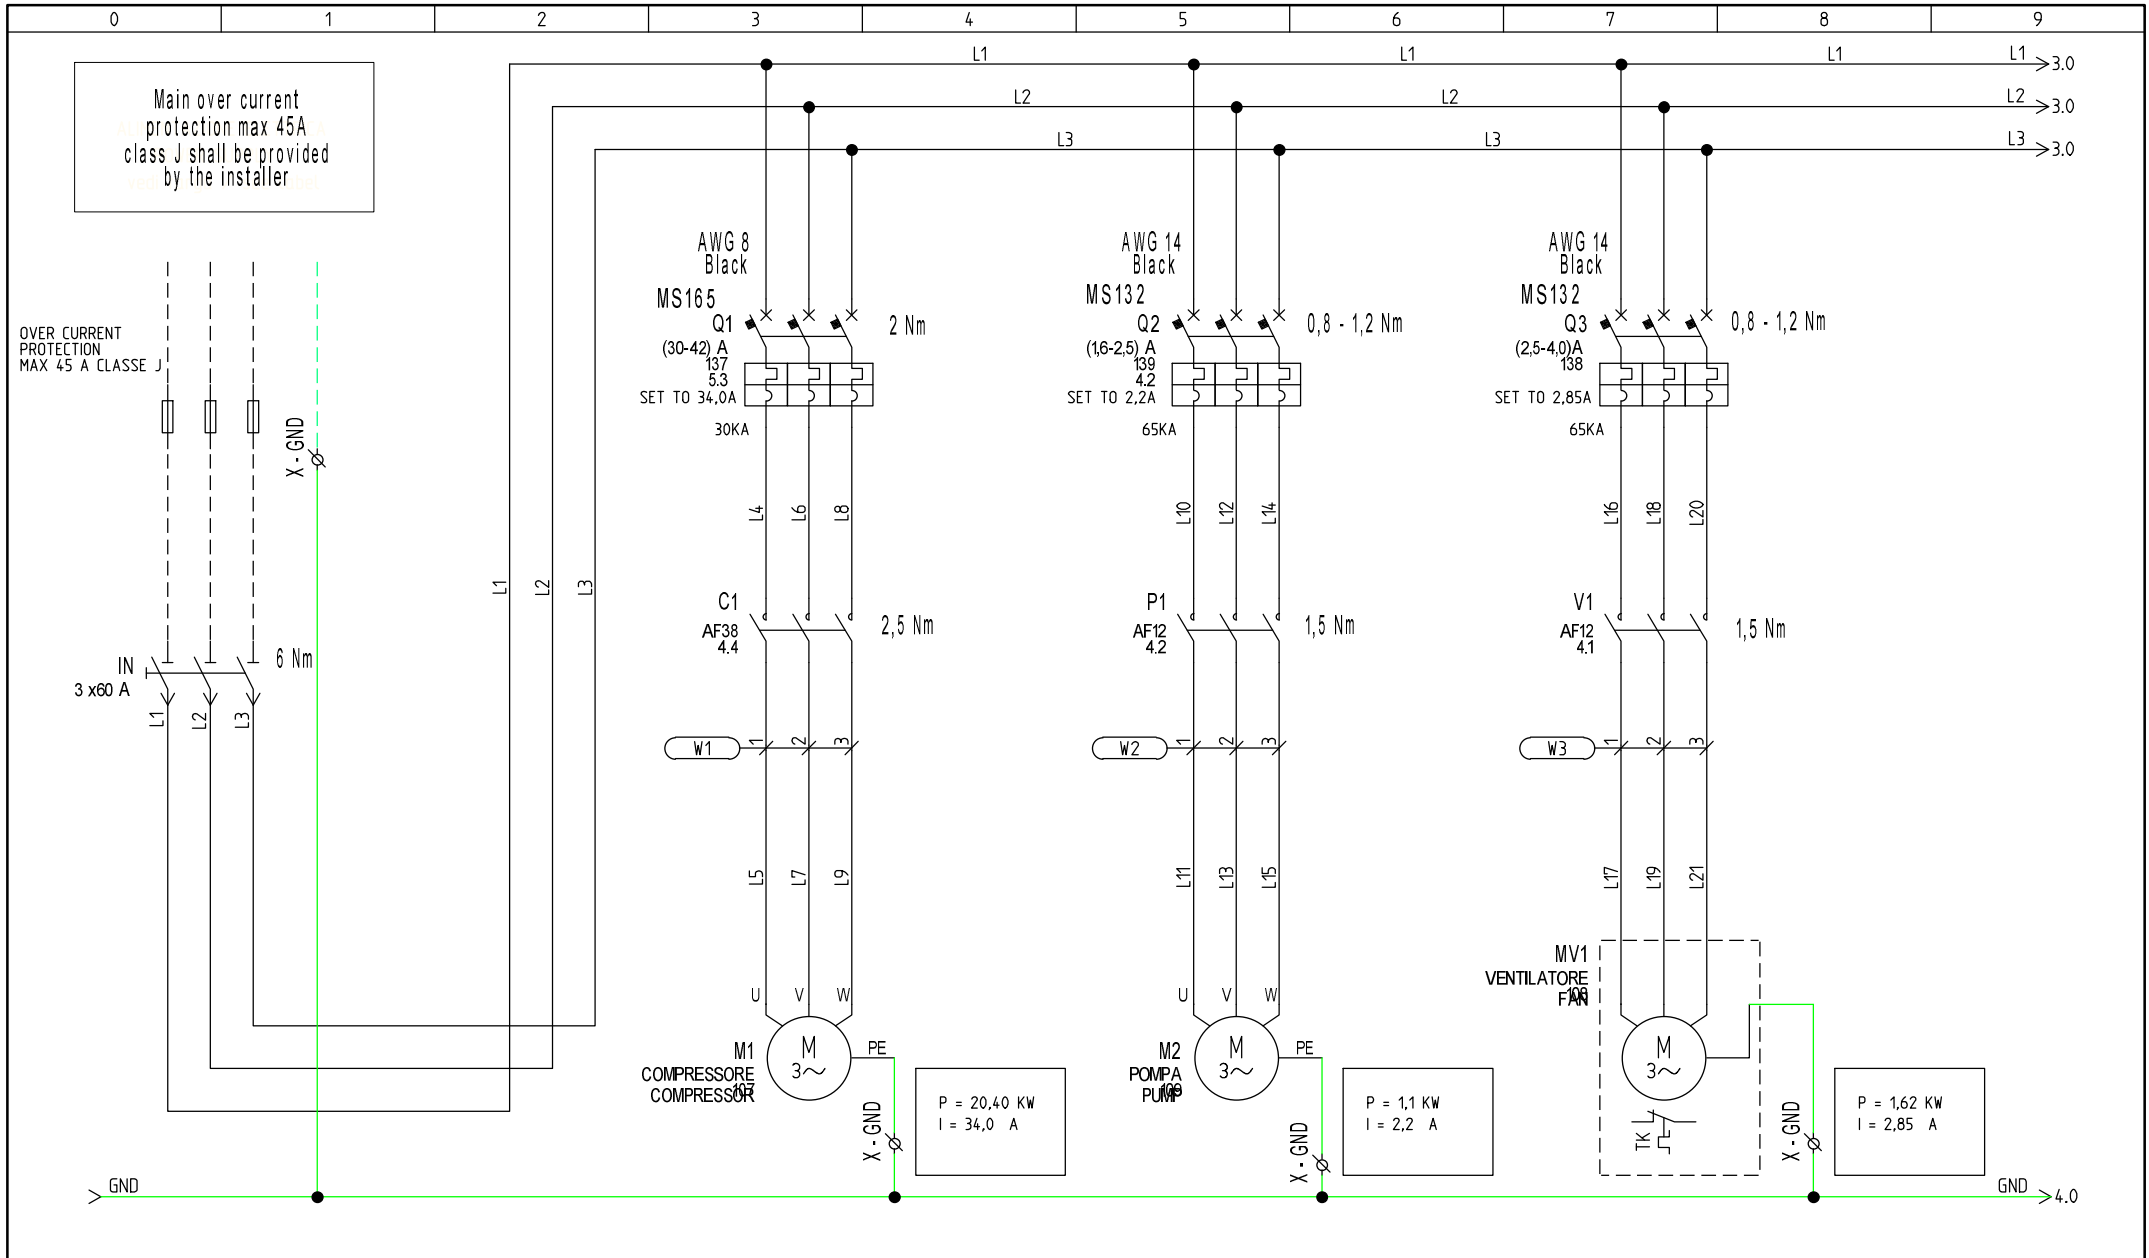 0 1 2 3 4 5 6 7 8 9
L1 L1 L1 L1 3.0
L2 L2 L2 3.0
L3 L3 L3 3.0
Main over current
protection max 45A
class J shall be provided
by the installer
OVER CURRENT
PROTECTION
MAX 45 A CLASSE J
X - GND
IN
3 x60 A
6 Nm
L1 L2 L3
L1 L2 L3
AWG 8
Black
MS165
Q1
2 Nm
(30-42) A
137
5.3
SET TO 34,0A
30KA
L4 L6 L8
C1
AF38
4.4
2,5 Nm
W1 1 2 3
L5 L7 L9
U V W
M
3~
PE
M1
COMPRESSORE
107
COMPRESSOR
X - GND
P = 20,40 KW
I = 34,0 A
AWG 14
Black
MS132
Q2
0,8 - 1,2 Nm
(1,6-2,5) A
139
4.2
SET TO 2,2A
65KA
L10 L12 L14
P1
AF12
4.2
1,5 Nm
W2 1 2 3
L11 L13 L15
U V W
M
3~
PE
M2
POMPA
109
PUMP
X - GND
P = 1,1 KW
I = 2,2 A
AWG 14
Black
MS132
Q3
0,8 - 1,2 Nm
(2,5-4,0)A
138
SET TO 2,85A
65KA
L16 L18 L20
V1
AF12
4.1
1,5 Nm
W3 1 2 3
L17 L19 L21
MV1
VENTILATORE
108
FAN
M
3~
TK
X - GND
P = 1,62 KW
I = 2,85 A
GND GND 4.0